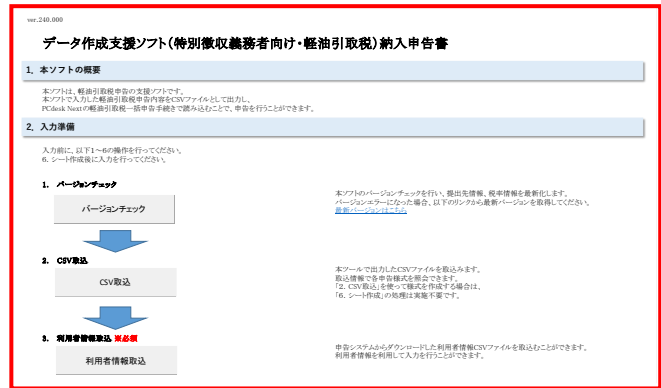 ver.240.000
データ作成支援ソフト(特別徴収義務者向け・軽油引取税)納入申告書
1. 本ソフトの概要
本ソフトは、軽油引取税申告の支援ソフトです。
本ソフトで入力した軽油引取税申告内容をCSVファイルとして出力し、
PCdesk Nextの軽油引取税一括申告手続きで読み込むことで、申告を行うことができます。
2. 入力準備
入力前に、以下1～6の操作を行ってください。
6. シート作成後に入力を行ってください。
1. バージョンチェック
バージョンチェック
本ソフトのバージョンチェックを行い、提出先情報、税率情報を最新化します。
バージョンエラーになった場合、以下のリンクから最新バージョンを取得してください。
最新バージョンはこちら
2. CSV取込
CSV取込
本ツールで出力したCSVファイルを取込みます。
取込情報で各申告様式を照会できます。
「2. CSV取込」を使って様式を作成する場合は、
「6. シート作成」の処理は実施不要です。
3. 利用者情報取込 ※必須
利用者情報取込
申告システムからダウンロードした利用者情報CSVファイルを取込むことができます。
利用者情報を利用して入力を行うことができます。